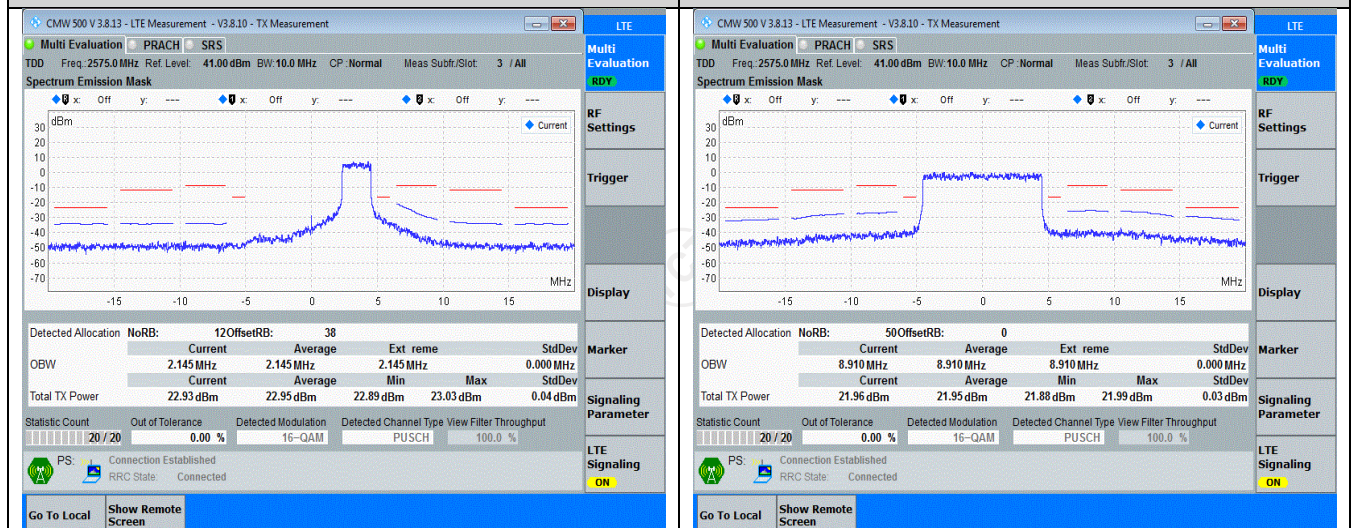 CMW 500 V 3.8.13 - LTE Measurement - V3.8.10 - TX Measurement
LTE
Multi Evaluation PRACH SRS
Multi Evaluation
RDY
TDD Freq.: 2575.0 MHz Ref. Level: 41.00 dBm BW: 10.0 MHz CP : Normal Meas Subfr./Slot: 3 / All
Spectrum Emission Mask
x: Off y: --- x: Off y: --- x: Off y: ---
RF Settings
dBm
Current
30
20
10
0
-10
-20
-30
-40
-50
-60
-70
MHz
-15 -10 -5 0 5 10 15
Trigger
Display
Detected Allocation NoRB: 12 OffsetRB: 38
Current Average Ext reme StdDev
OBW 2.145 MHz 2.145 MHz 2.145 MHz 0.000 MHz
Current Average Min Max StdDev
Total TX Power 22.93 dBm 22.95 dBm 22.89 dBm 23.03 dBm 0.04 dBm
Marker
Signaling Parameter
Statistic Count Out of Tolerance Detected Modulation Detected Channel Type View Filter Throughput
20 / 20 0.00 % 16-QAM PUSCH 100.0 %
PS: Connection Established
RRC State: Connected
LTE Signaling
ON
Go To Local Show Remote Screen
CMW 500 V 3.8.13 - LTE Measurement - V3.8.10 - TX Measurement
LTE
Multi Evaluation PRACH SRS
Multi Evaluation
RDY
TDD Freq.: 2575.0 MHz Ref. Level: 41.00 dBm BW: 10.0 MHz CP : Normal Meas Subfr./Slot: 3 / All
Spectrum Emission Mask
x: Off y: --- x: Off y: --- x: Off y: ---
RF Settings
dBm
Current
30
20
10
0
-10
-20
-30
-40
-50
-60
-70
MHz
-15 -10 -5 0 5 10 15
Trigger
Display
Detected Allocation NoRB: 50 OffsetRB: 0
Current Average Ext reme StdDev
OBW 8.910 MHz 8.910 MHz 8.910 MHz 0.000 MHz
Current Average Min Max StdDev
Total TX Power 21.96 dBm 21.95 dBm 21.88 dBm 21.99 dBm 0.03 dBm
Marker
Signaling Parameter
Statistic Count Out of Tolerance Detected Modulation Detected Channel Type View Filter Throughput
20 / 20 0.00 % 16-QAM PUSCH 100.0 %
PS: Connection Established
RRC State: Connected
LTE Signaling
ON
Go To Local Show Remote Screen